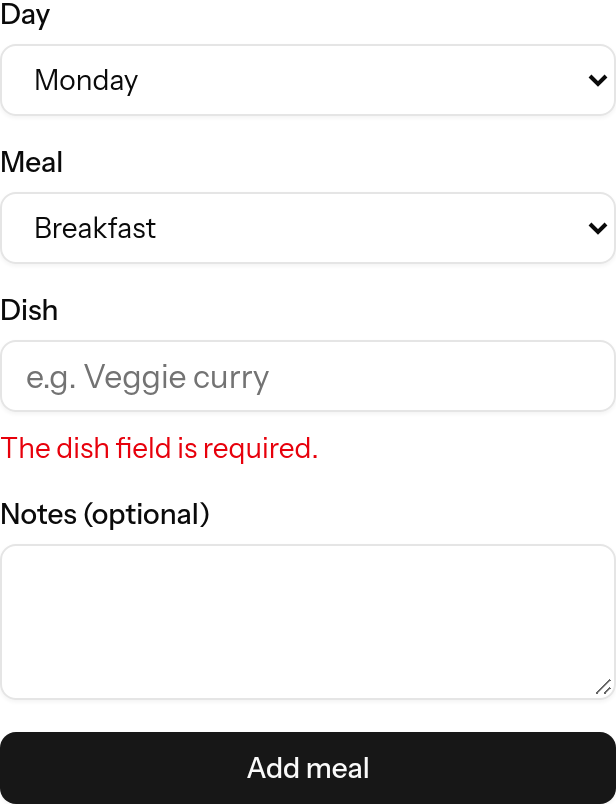 Day
Monday
Meal
Breakfast
Dish
e.g. Veggie curry
The dish field is required.
Notes (optional)
Add meal